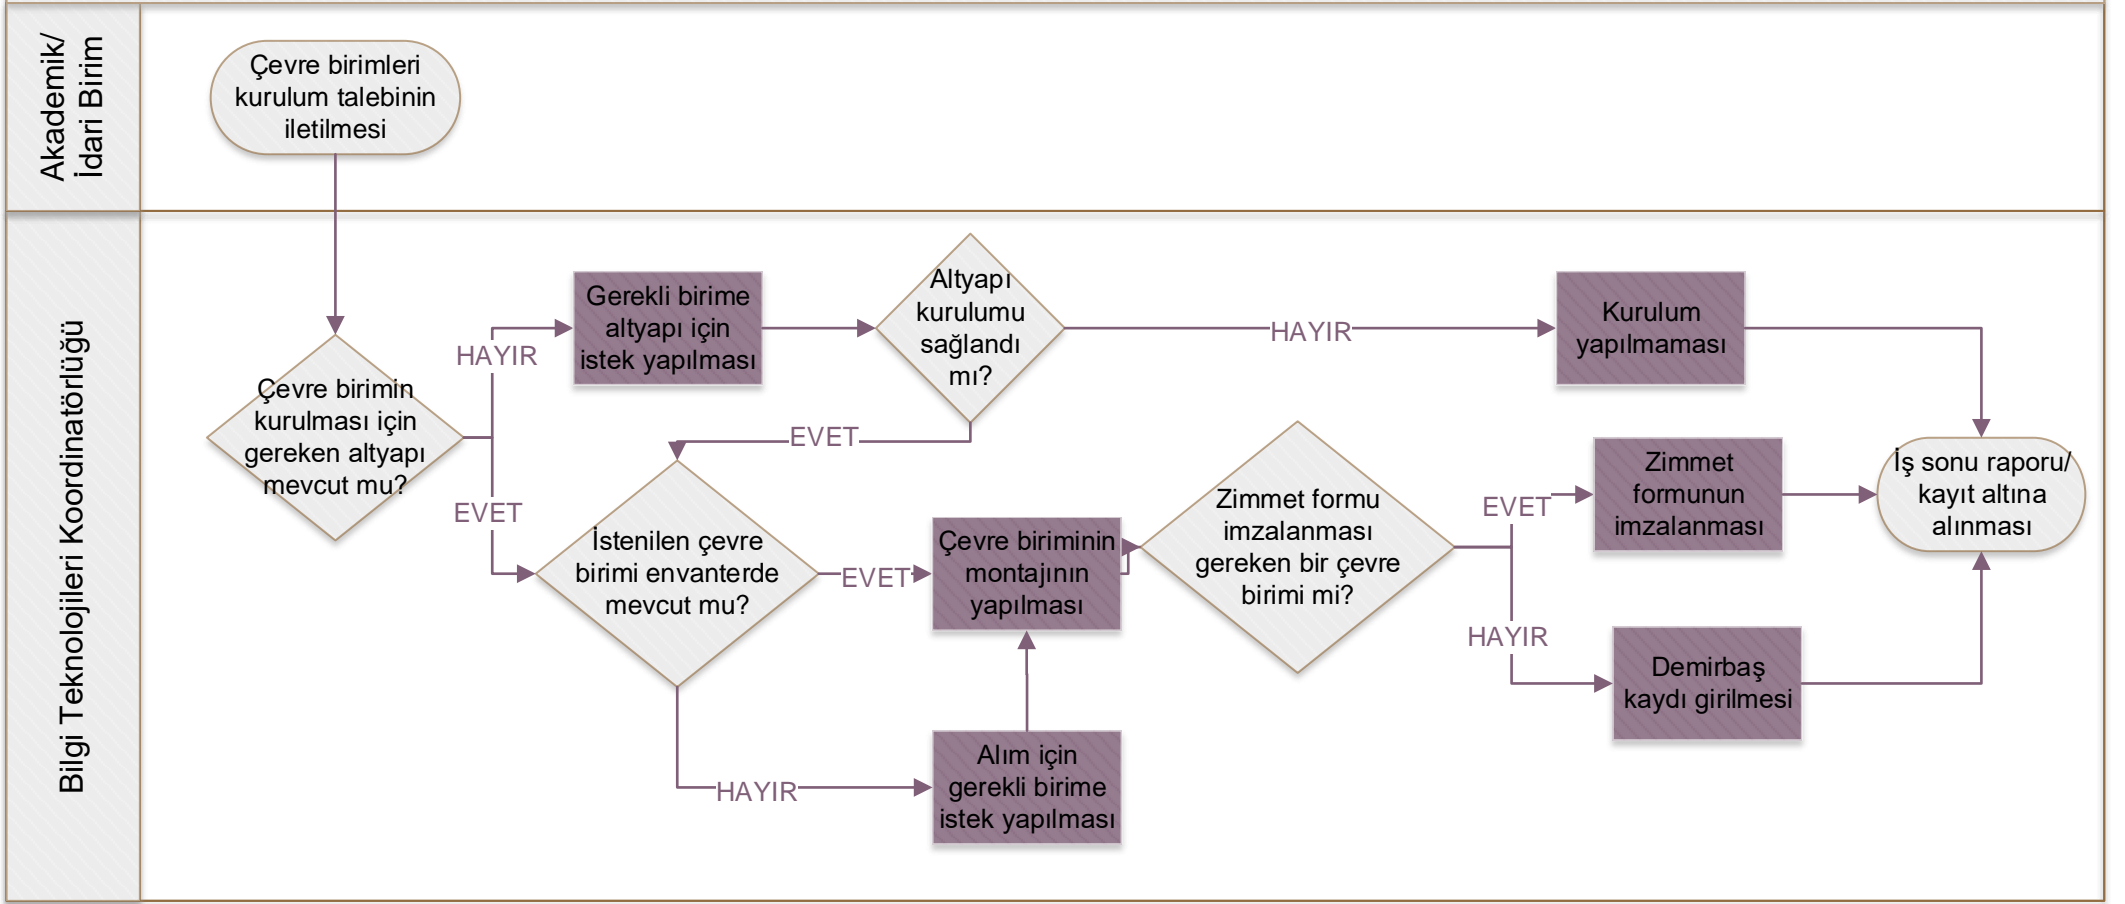 Akademik/
İdari Birim
Çevre birimleri
kurulum talebinin
iletilmesi
Bilgi Teknolojileri Koordinatörlüğü
Çevre birimin
kurulması için
gereken altyapı
mevcut mu?
HAYIR
EVET
Gerekli birime
altyapı için
istek yapılması
Altyapı
kurulumu
sağlandı
mı?
HAYIR
EVET
Kurulum
yapılmaması
İstenilen çevre
birimi envanterde
mevcut mu?
EVET
HAYIR
Çevre biriminin
montajının
yapılması
Alım için
gerekli birime
istek yapılması
Zimmet formu
imzalanması
gereken bir çevre
birimi mi?
EVET
HAYIR
Zimmet
formunun
imzalanması
Demirbaş
kaydı girilmesi
İş sonu raporu/
kayıt altına
alınması